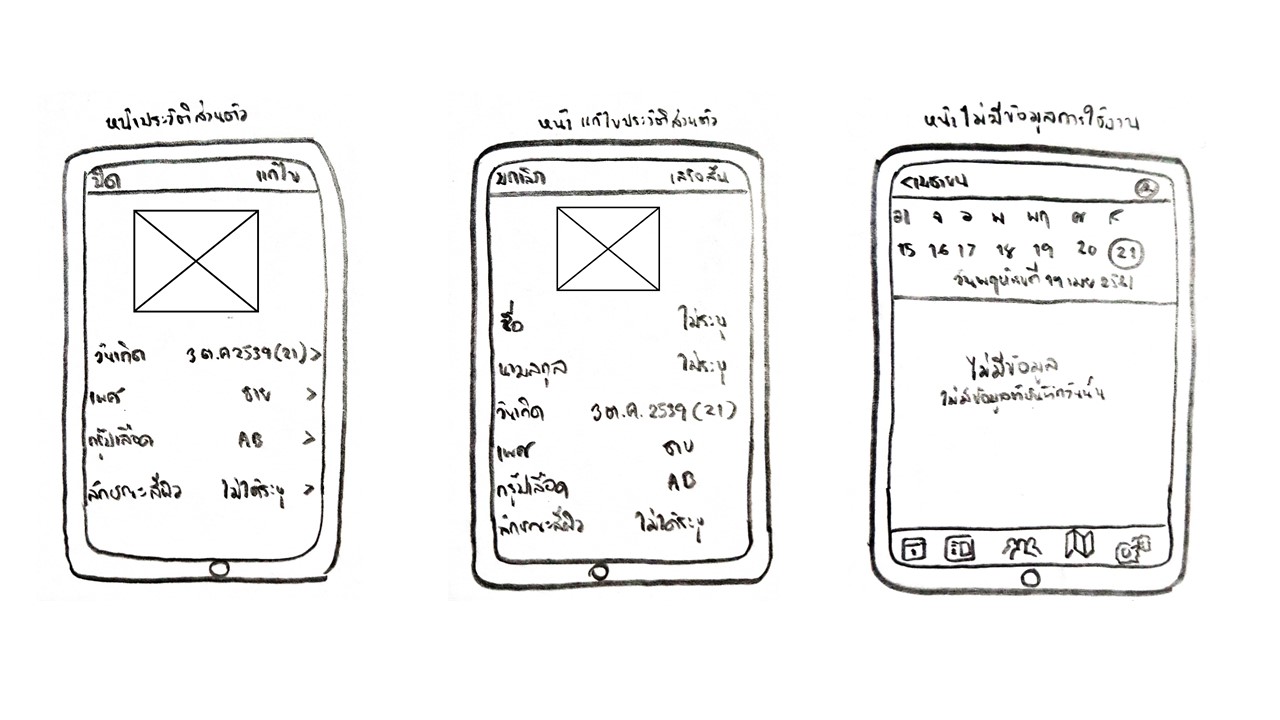 หน้าประวัติส่วนตัว
ปิด แก้ไข
วันเกิด 3 ต.ค 2539 (21) >
เพศ ชาย >
กรุ๊ปเลือด AB >
ลักษณะสีผิว ไม่ได้ระบุ >
หน้า แก้ไขประวัติส่วนตัว
ยกเลิก เสร็จสิ้น
ชื่อ ไม่ระบุ
นามสกุล ไม่ระบุ
วันเกิด 3 ต.ค. 2539 (21)
เพศ ชาย
กรุ๊ปเลือด AB
ลักษณะสีผิว ไม่ได้ระบุ
หน้าไม่มีข้อมูลการใช้งาน
<เมษายน
อา จ อ พ พฤ ศ ส
15 16 17 18 19 20 21
วันพฤหัสบดี ที่ 19 เมษ
ไม่มีข้อมูล
ไม่มีข้อมูลที่บันทึกวันนั้น